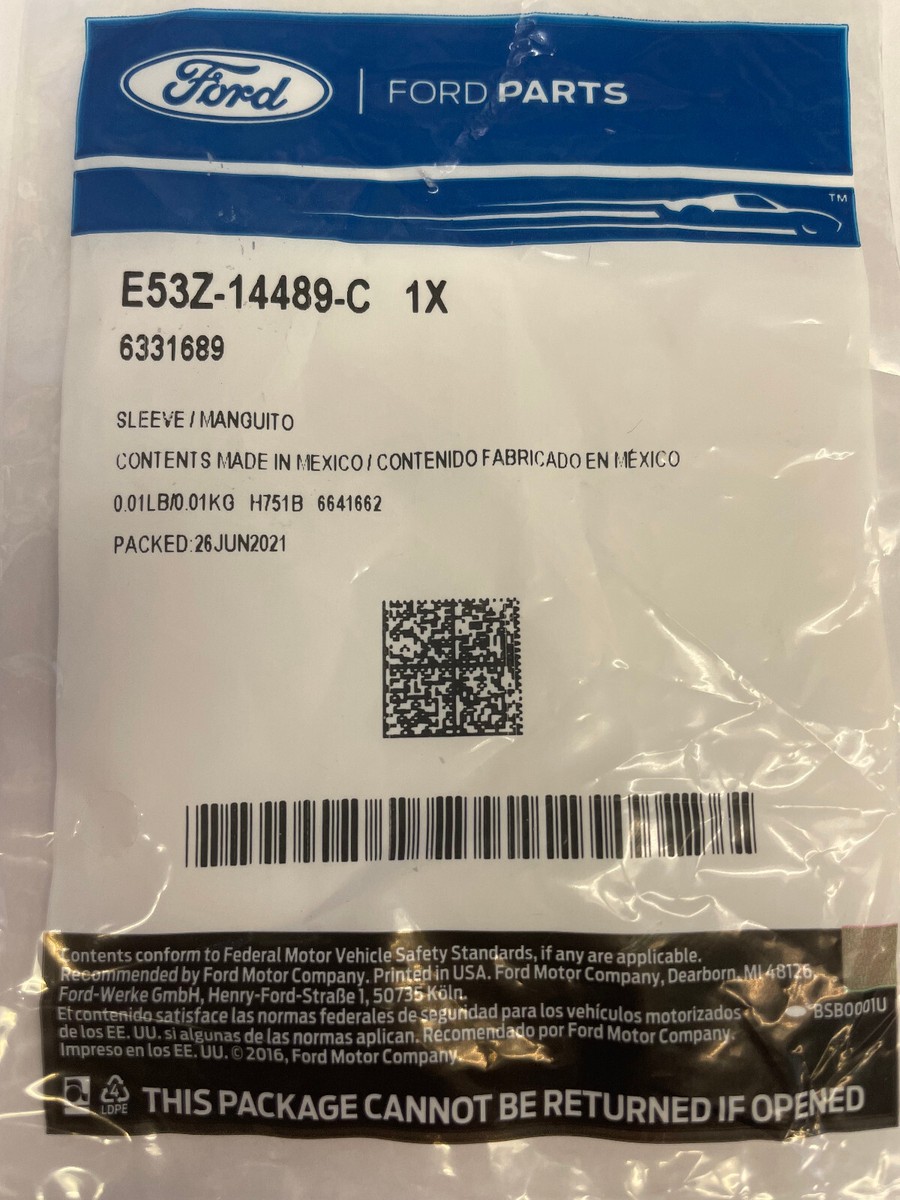 Ford | FORD PARTS
TM
E53Z-14489-C 1X
6331689
SLEEVE / MANGUITO
CONTENTS MADE IN MEXICO / CONTENIDO FABRICADO EN MÉXICO
0.01LB/0.01KG H751B 6641662
PACKED:26JUN2021
Contents conform to Federal Motor Vehicle Safety Standards, if any are applicable.
Recommended by Ford Motor Company. Printed in USA. Ford Motor Company, Dearborn, MI 48126,
Ford-Werke GmbH, Henry-Ford-Straße 1, 50735 Köln.
El contenido satisface las normas federales de seguridad para los vehículos motorizados
de los EE. UU. si algunas de las normas aplican. Recomendado por Ford Motor Company.
Impreso en los EE. UU. © 2016, Ford Motor Company.
BSB0001U
4
LDPE
THIS PACKAGE CANNOT BE RETURNED IF OPENED